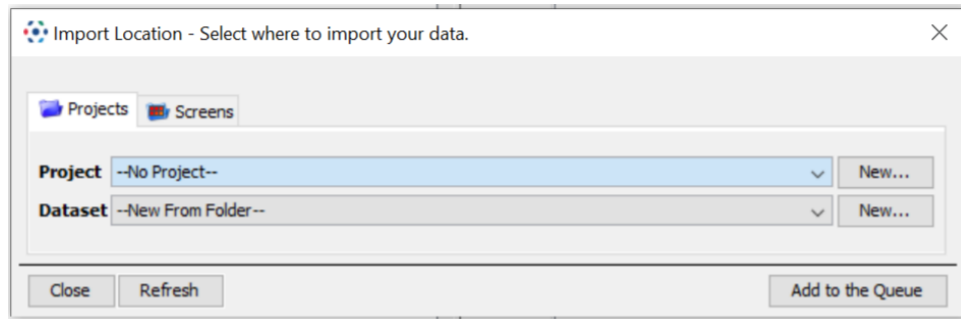 Import Location - Select where to import your data.
Projects Screens
Project --No Project-- New...
Dataset --New From Folder-- New...
Close Refresh Add to the Queue